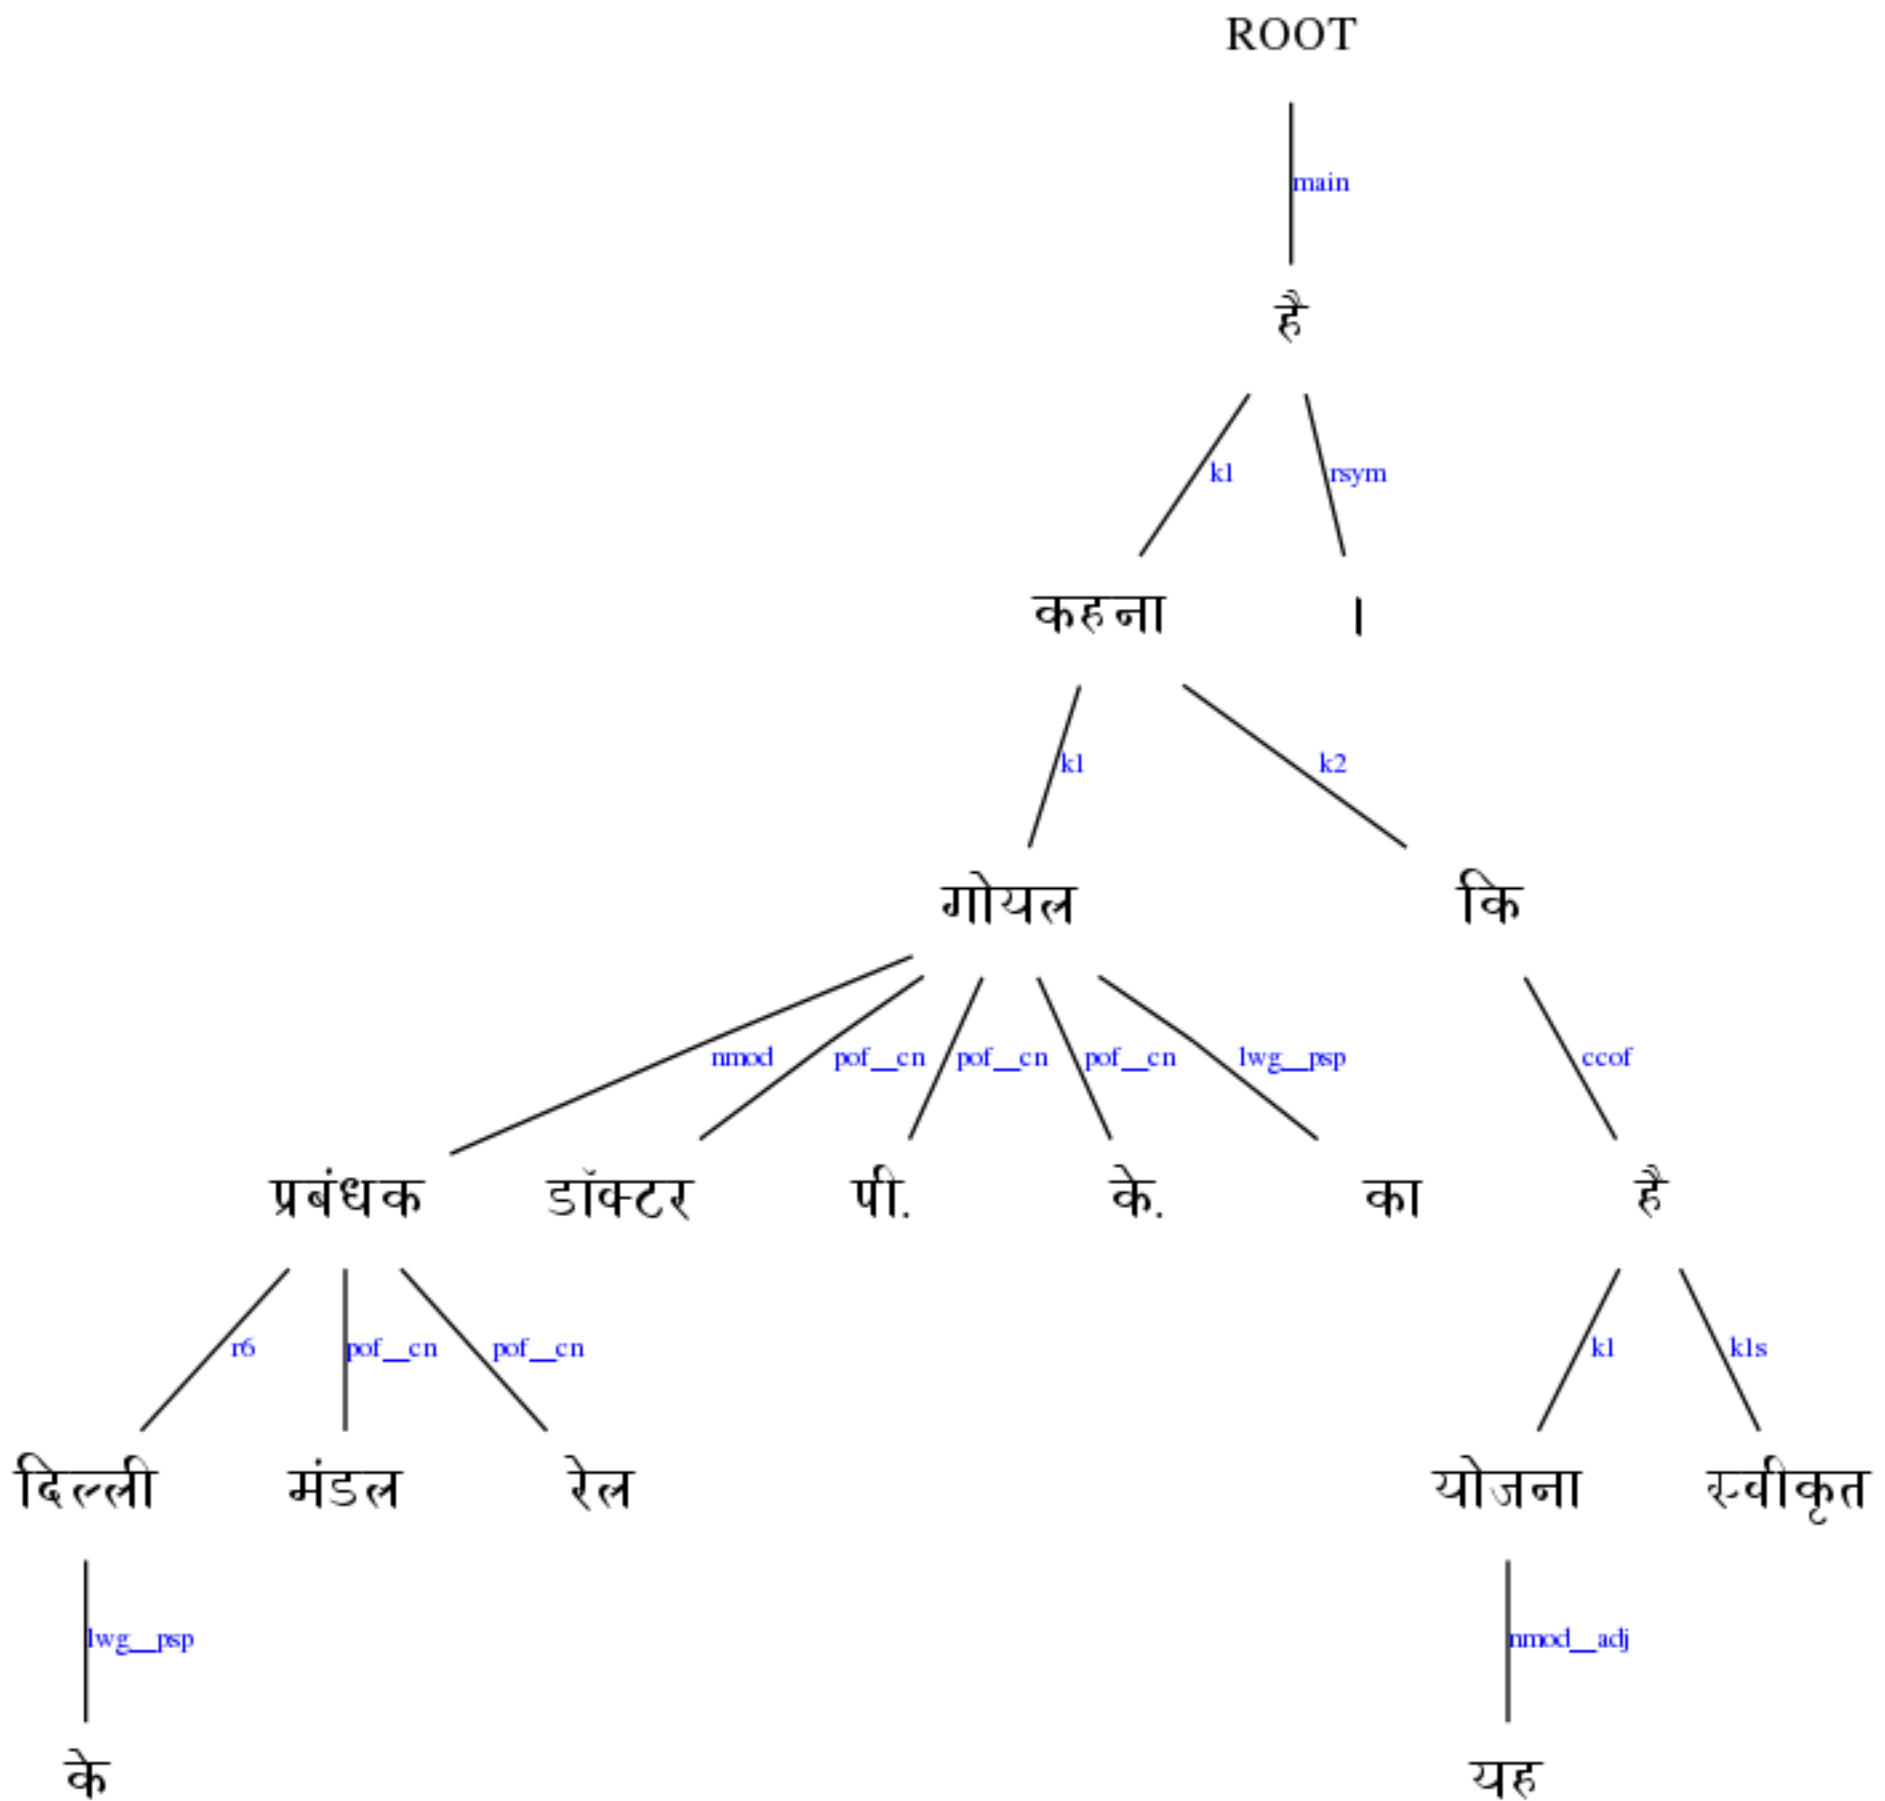 ROOT
main
है
k1 rsym
कहना ।
k1 k2
गोयल कि
nmod pof__cn pof__cn pof__cn lwg__psp ccof
प्रबंधक डॉक्टर पी. के. का है
r6 pof__cn pof__cn k1 k1s
दिल्ली मंडल रेल योजना स्वीकृत
lwg__psp nmod__adj
के यह